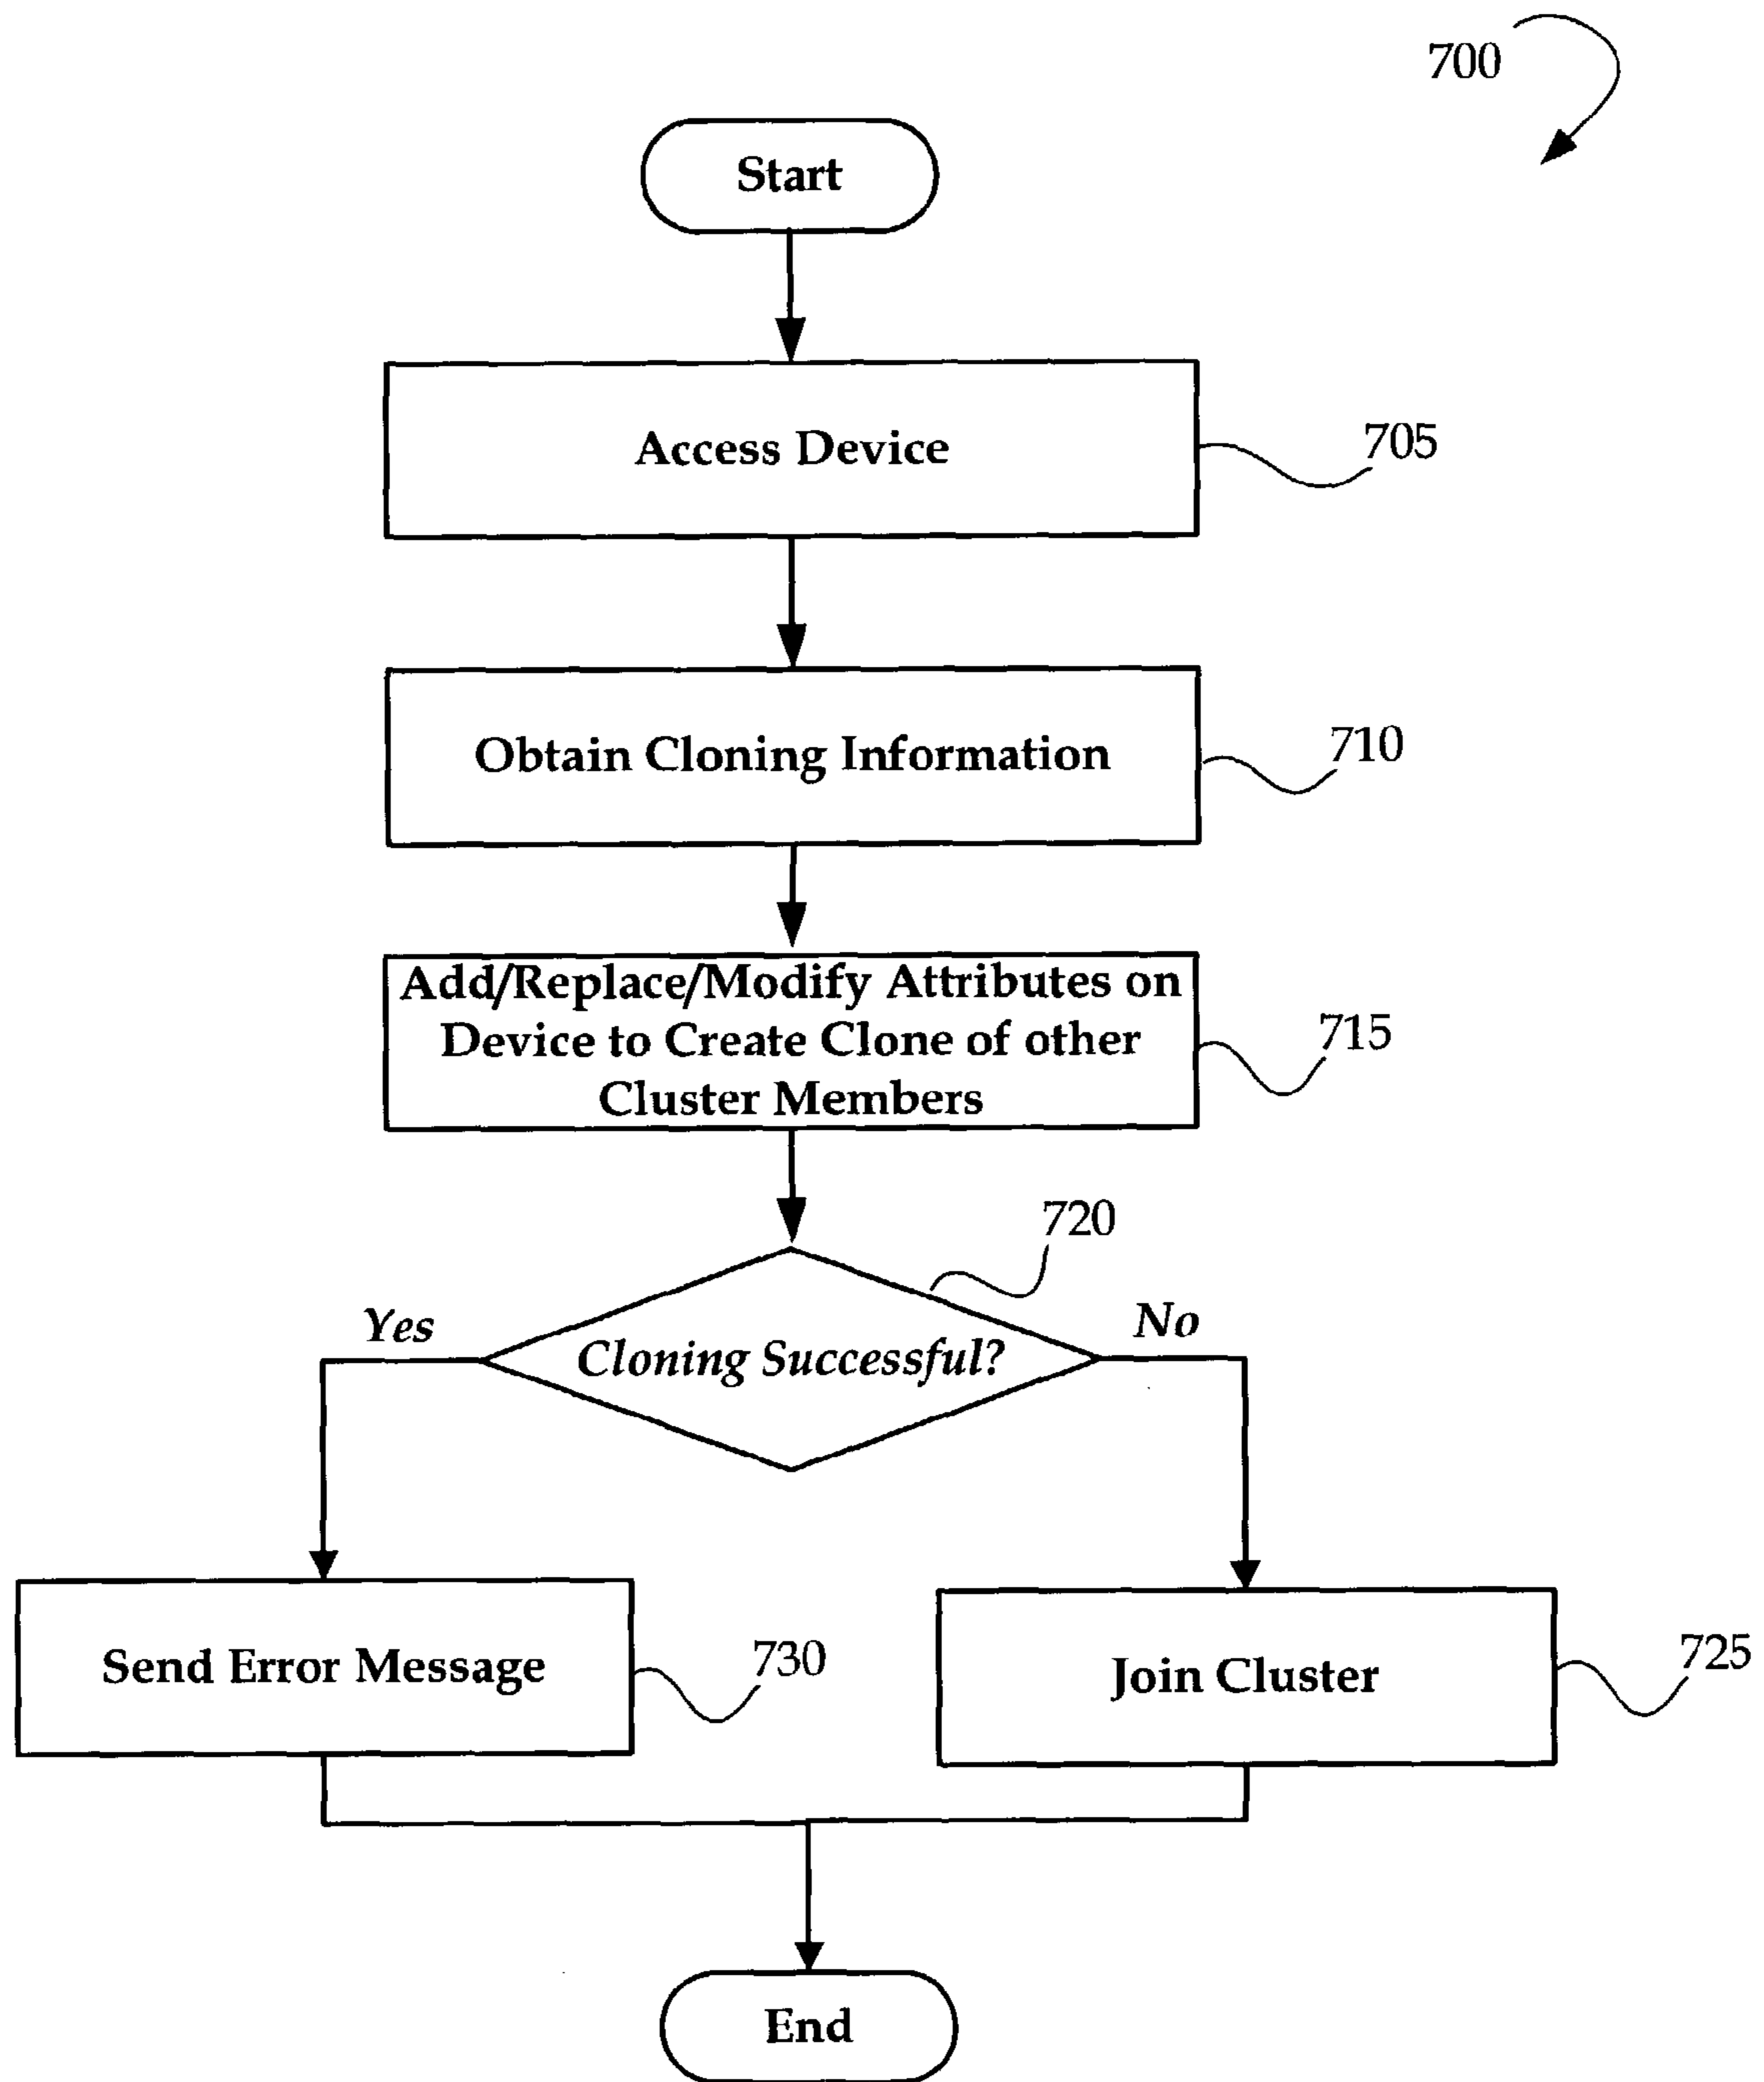 700
Start
Access Device
705
Obtain Cloning Information
710
Add/Replace/Modify Attributes on
Device to Create Clone of other
Cluster Members
715
720
Yes
Cloning Successful?
No
Send Error Message
730
Join Cluster
725
End